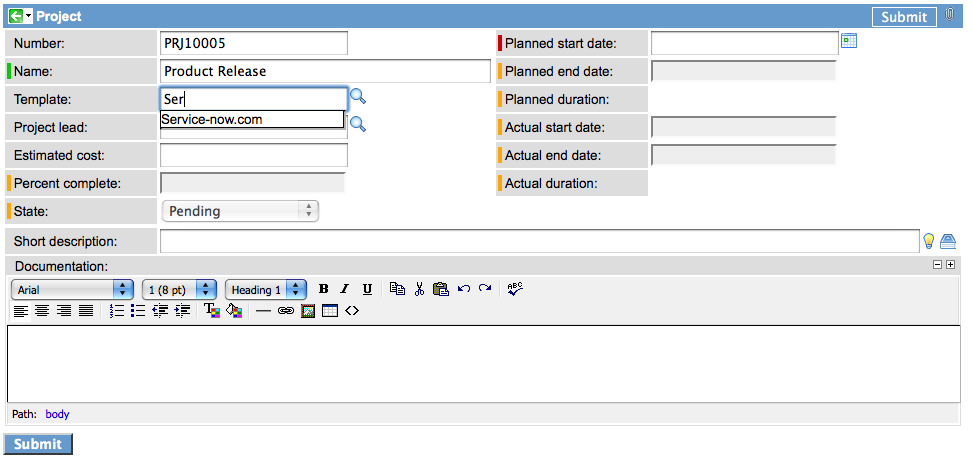 Project Submit
Number: PRJ10005 Planned start date:
Name: Product Release Planned end date:
Template: Ser Planned duration:
Service-now.com
Project lead: Actual start date:
Estimated cost: Actual end date:
Percent complete: Actual duration:
State: Pending
Short description:
Documentation:
Arial 1 (8 pt) Heading 1 B I U ABC
T
Path: body
Submit